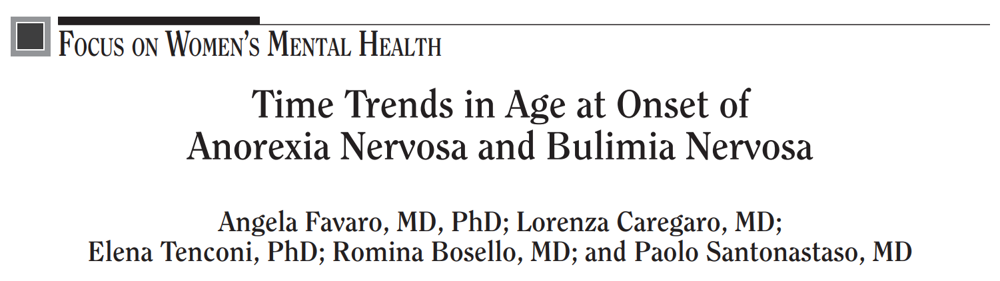 FOCUS ON WOMEN’S MENTAL HEALTH
Time Trends in Age at Onset of
Anorexia Nervosa and Bulimia Nervosa
Angela Favaro, MD, PhD; Lorenza Caregaro, MD;
Elena Tenconi, PhD; Romina Bosello, MD; and Paolo Santonastaso, MD